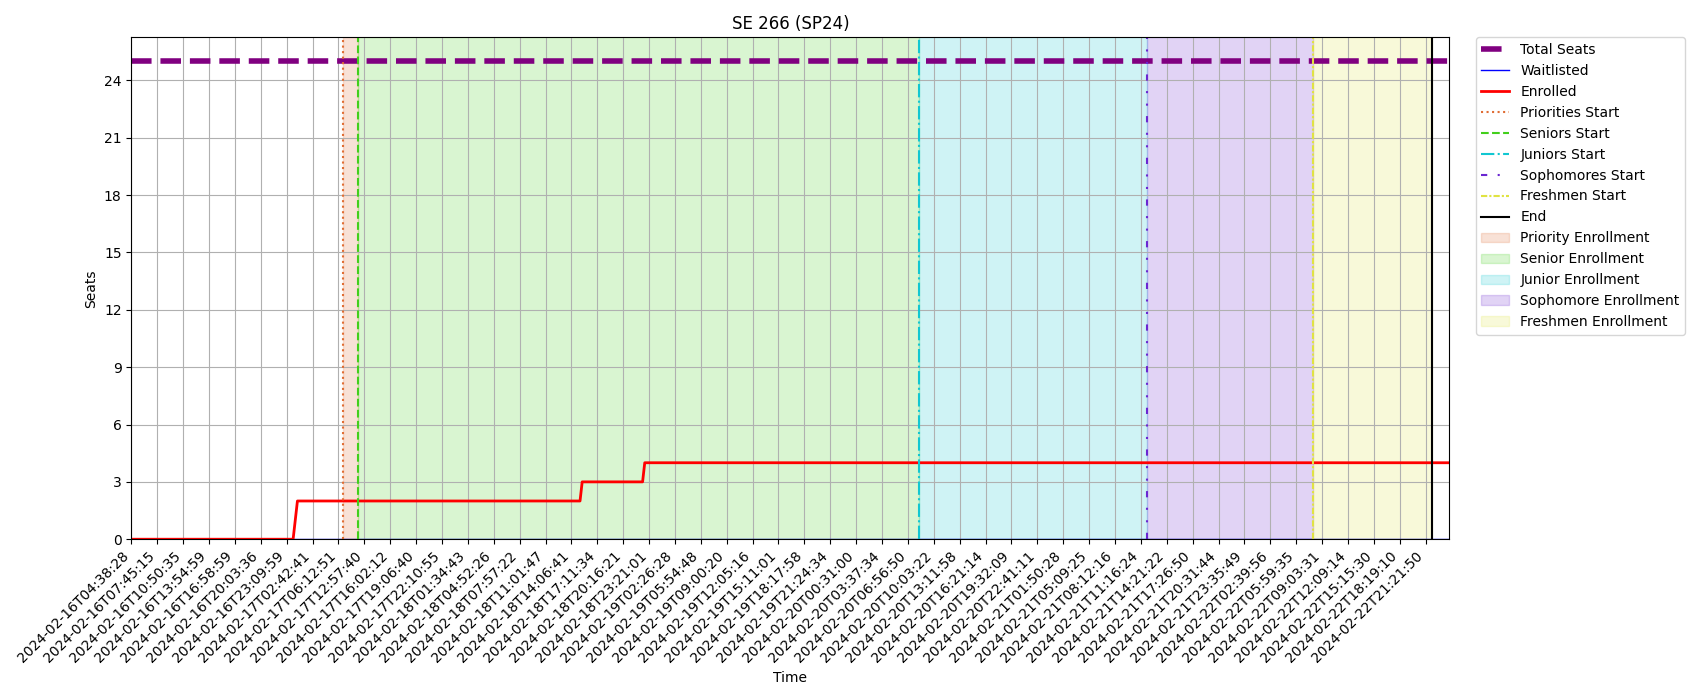 SE 266 (SP24)
Seats
24
21
18
15
12
9
6
3
0
2024-02-16T04:38:28
2024-02-16T07:45:15
2024-02-16T10:50:35
2024-02-16T13:54:59
2024-02-16T16:58:59
2024-02-16T20:03:36
2024-02-16T23:09:59
2024-02-17T02:42:41
2024-02-17T06:12:51
2024-02-17T12:57:40
2024-02-17T16:02:12
2024-02-17T19:06:40
2024-02-17T22:10:55
2024-02-18T01:34:43
2024-02-18T04:52:26
2024-02-18T07:57:22
2024-02-18T11:01:47
2024-02-18T14:06:41
2024-02-18T17:11:34
2024-02-18T20:16:21
2024-02-18T23:21:01
2024-02-19T02:26:28
2024-02-19T05:54:48
2024-02-19T09:00:20
2024-02-19T12:05:16
2024-02-19T15:11:01
2024-02-19T18:17:58
2024-02-19T21:24:34
2024-02-20T00:31:00
2024-02-20T03:37:34
2024-02-20T06:56:50
2024-02-20T10:03:22
2024-02-20T13:11:58
2024-02-20T16:21:14
2024-02-20T19:32:09
2024-02-20T22:41:11
2024-02-21T01:50:28
2024-02-21T05:09:25
2024-02-21T08:12:16
2024-02-21T11:16:24
2024-02-21T14:21:22
2024-02-21T17:26:50
2024-02-21T20:31:44
2024-02-21T23:35:49
2024-02-22T02:39:56
2024-02-22T05:59:35
2024-02-22T09:03:31
2024-02-22T12:09:14
2024-02-22T15:15:30
2024-02-22T18:19:10
2024-02-22T21:21:50
Time
Total Seats
Waitlisted
Enrolled
Priorities Start
Seniors Start
Juniors Start
Sophomores Start
Freshmen Start
End
Priority Enrollment
Senior Enrollment
Junior Enrollment
Sophomore Enrollment
Freshmen Enrollment